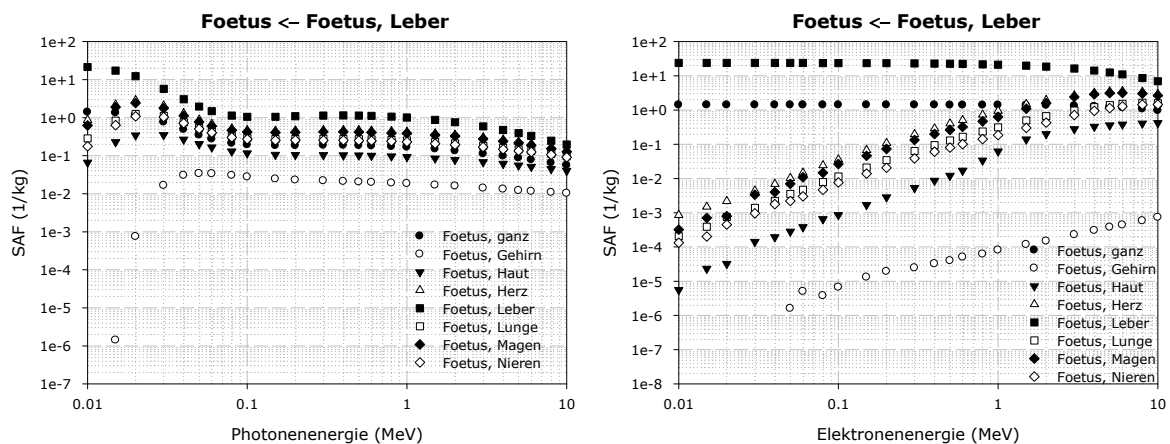 Foetus <– Foetus, Leber
1e+2
1e+1
1e+0
1e-1
1e-2
1e-3
1e-4
1e-5
1e-6
1e-7
SAF (1/kg)
Foetus, ganz
Foetus, Gehirn
Foetus, Haut
Foetus, Herz
Foetus, Leber
Foetus, Lunge
Foetus, Magen
Foetus, Nieren
0.01
0.1
1
10
Photonenenergie (MeV)
Foetus <– Foetus, Leber
1e+2
1e+1
1e+0
1e-1
1e-2
1e-3
1e-4
1e-5
1e-6
1e-7
1e-8
SAF (1/kg)
Foetus, ganz
Foetus, Gehirn
Foetus, Haut
Foetus, Herz
Foetus, Leber
Foetus, Lunge
Foetus, Magen
Foetus, Nieren
0.01
0.1
1
10
Elektronenenergie (MeV)